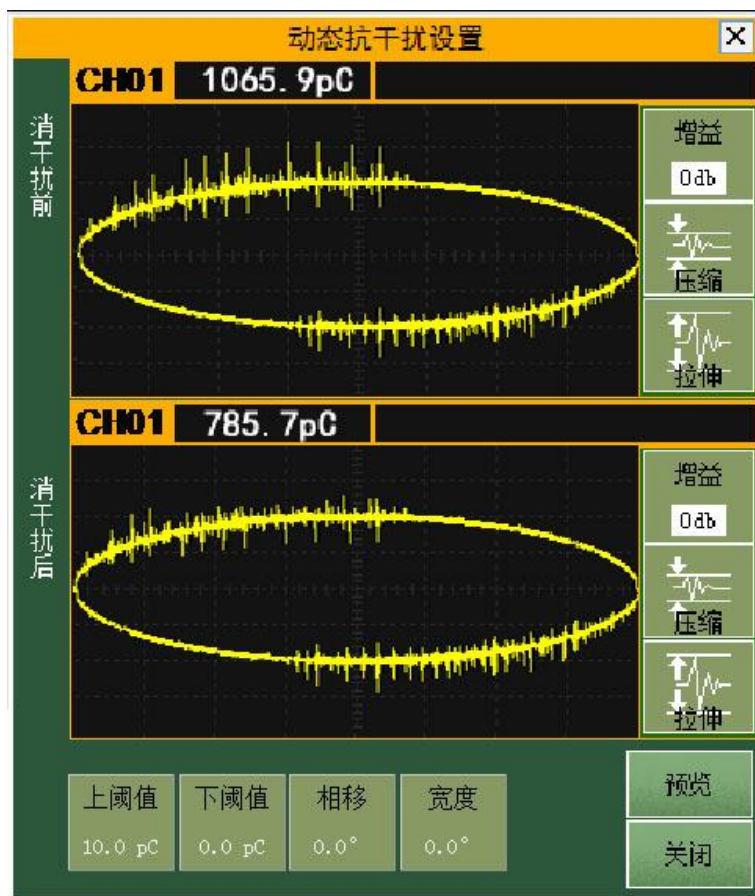 动态抗干扰设置
CH01 1065.9pC
消干扰前
增益
0db
压缩
拉伸
CH01 785.7pC
消干扰后
增益
0db
压缩
拉伸
上阈值 下阈值 相移 宽度
10.0 pC 0.0 pC 0.0° 0.0°
预览
关闭